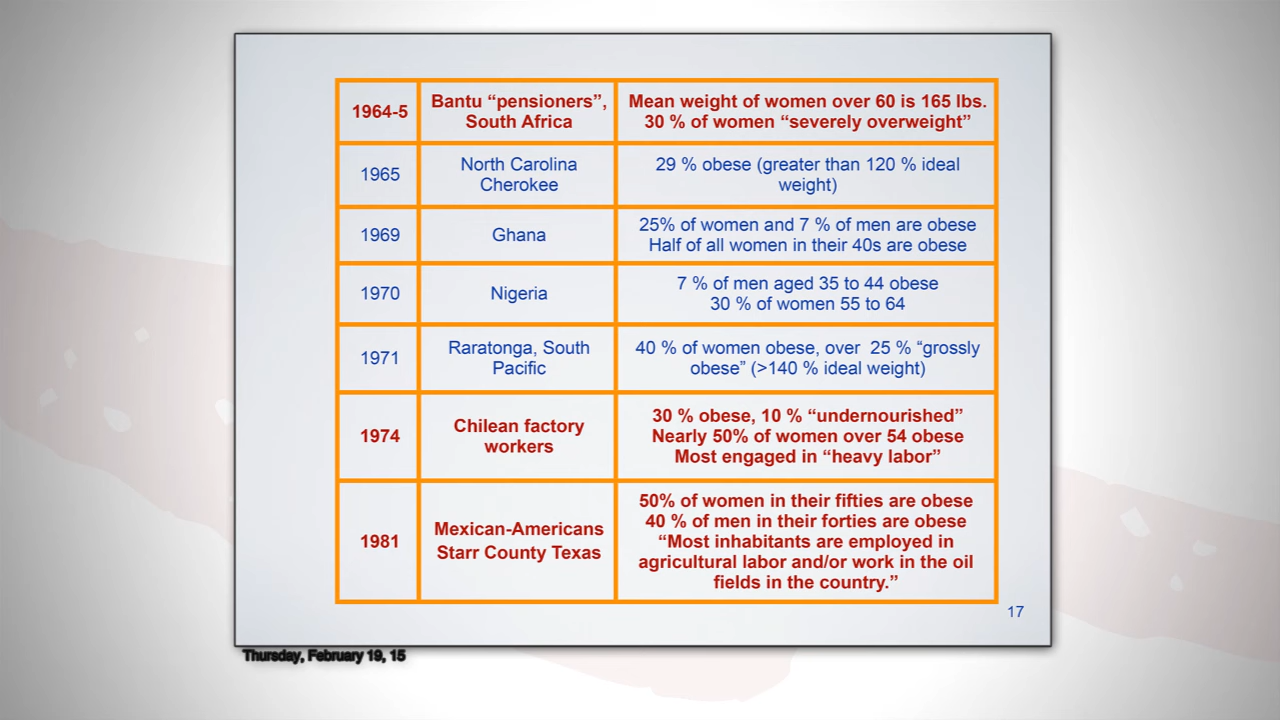 1964-5
Bantu “pensioners”,
South Africa
Mean weight of women over 60 is 165 lbs.
30 % of women “severely overweight”
1965
North Carolina
Cherokee
29 % obese (greater than 120 % ideal
weight)
1969
Ghana
25% of women and 7 % of men are obese
Half of all women in their 40s are obese
1970
Nigeria
7 % of men aged 35 to 44 obese
30 % of women 55 to 64
1971
Raratonga, South
Pacific
40 % of women obese, over 25 % “grossly
obese” (>140 % ideal weight)
1974
Chilean factory
workers
30 % obese, 10 % “undernourished”
Nearly 50% of women over 54 obese
Most engaged in “heavy labor”
1981
Mexican-Americans
Starr County Texas
50% of women in their fifties are obese
40 % of men in their forties are obese
“Most inhabitants are employed in
agricultural labor and/or work in the oil
fields in the country.”
17
Thursday, February 19, 15